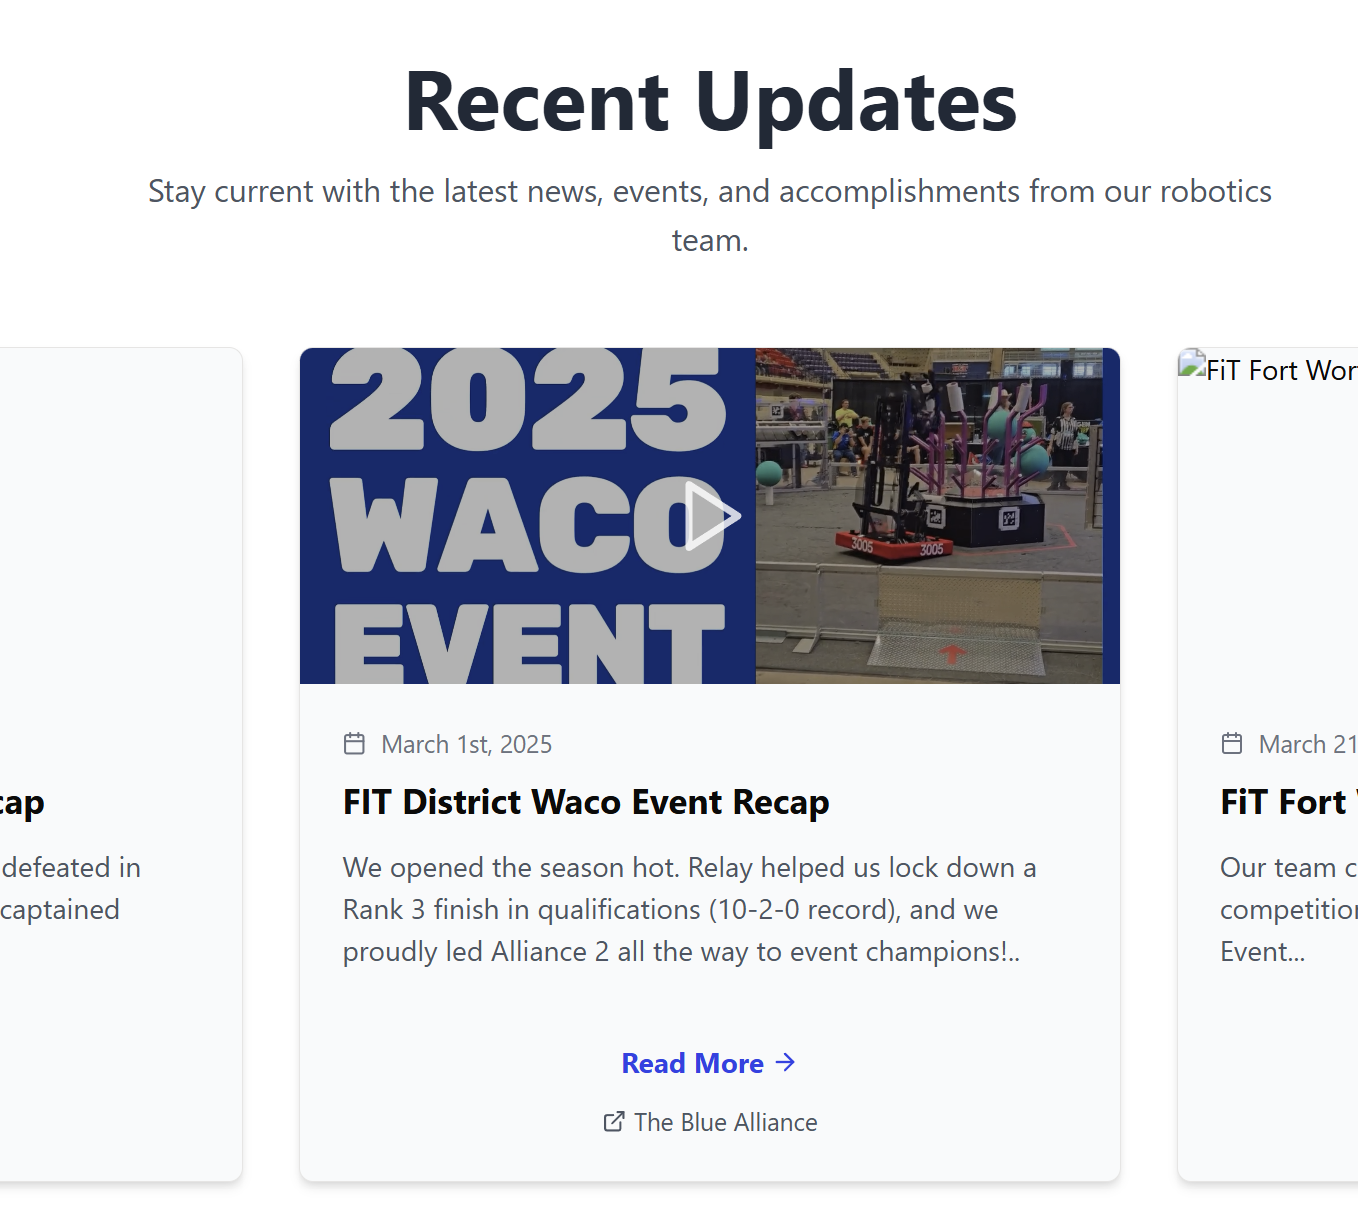 Recent Updates
Stay current with the latest news, events, and accomplishments from our robotics
team.
cap
defeated in
captained
2025
WACO
EVENT
3005 3005
March 1st, 2025
FIT District Waco Event Recap
We opened the season hot. Relay helped us lock down a
Rank 3 finish in qualifications (10-2-0 record), and we
proudly led Alliance 2 all the way to event champions!..
Read More
The Blue Alliance
FiT Fort Wor
March 21
FiT Fort
Our team c
competition
Event...